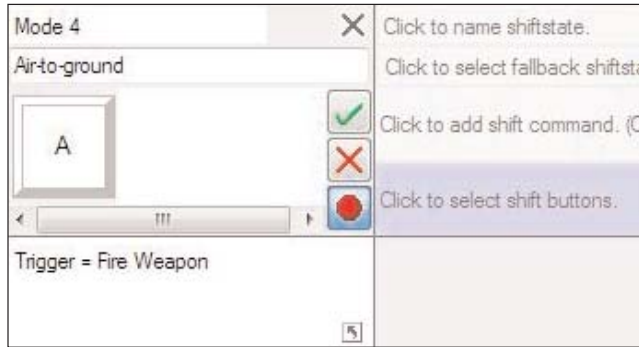 Mode 4
Click to name shiftstate.
Air-to-ground
Click to select fallback
A
Click to add shift command.
Click to select shift buttons.
Trigger = Fire Weapon